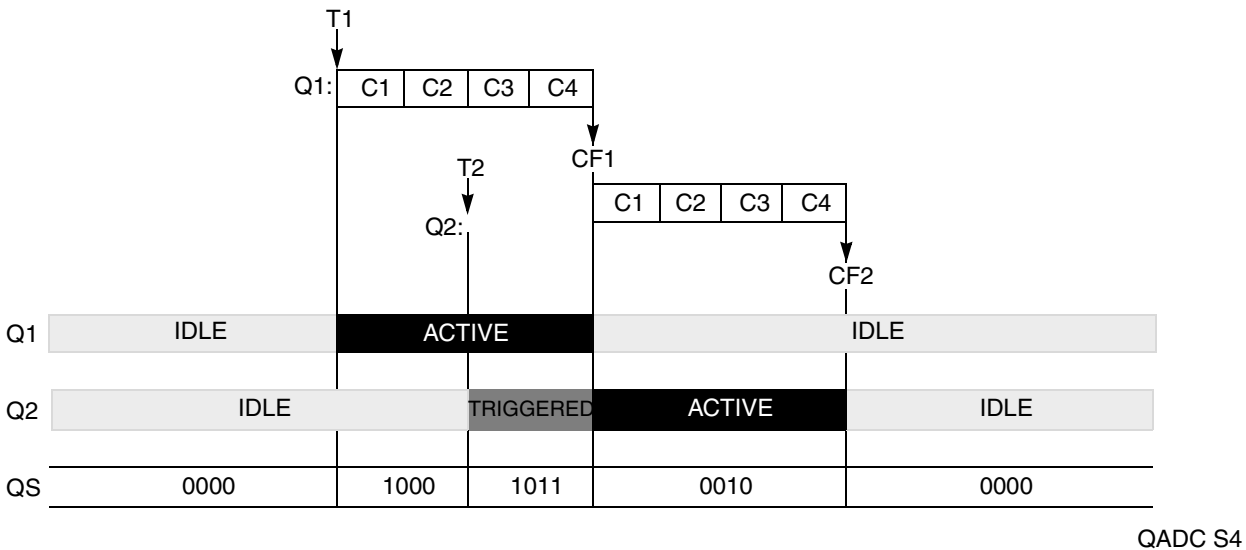 T1
Q1: C1 C2 C3 C4
CF1
T2
C1 C2 C3 C4
Q2:
CF2
Q1 IDLE ACTIVE IDLE
Q2 IDLE TRIGGERED ACTIVE IDLE
QS 0000 1000 1011 0010 0000
QADC S4